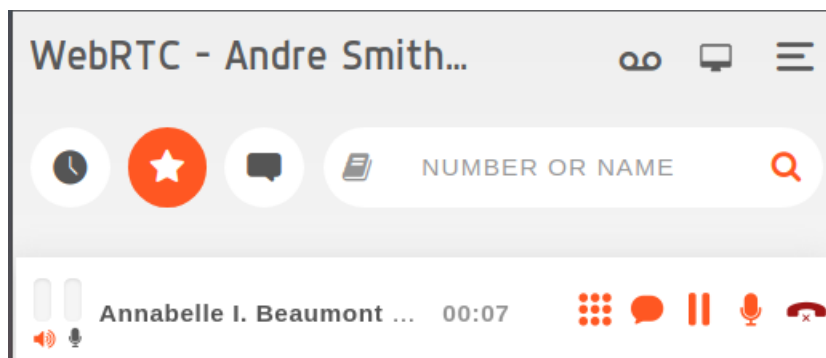 WebRTC - Andre Smith...
NUMBER OR NAME
Annabelle I. Beaumont ... 00:07